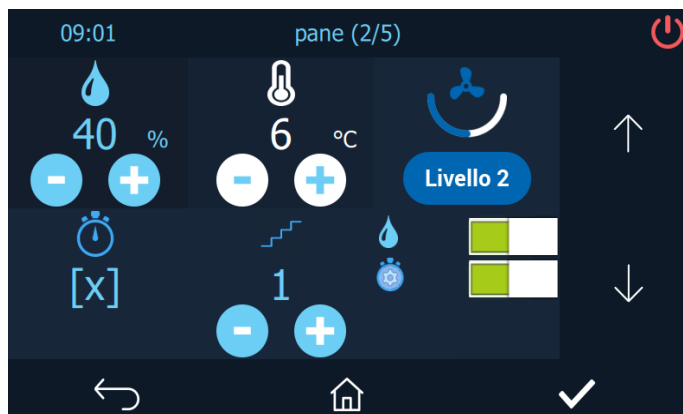 09:01 pane (2/5)
40 % 6 °C
- + - + Livello 2
[x] 1
- +